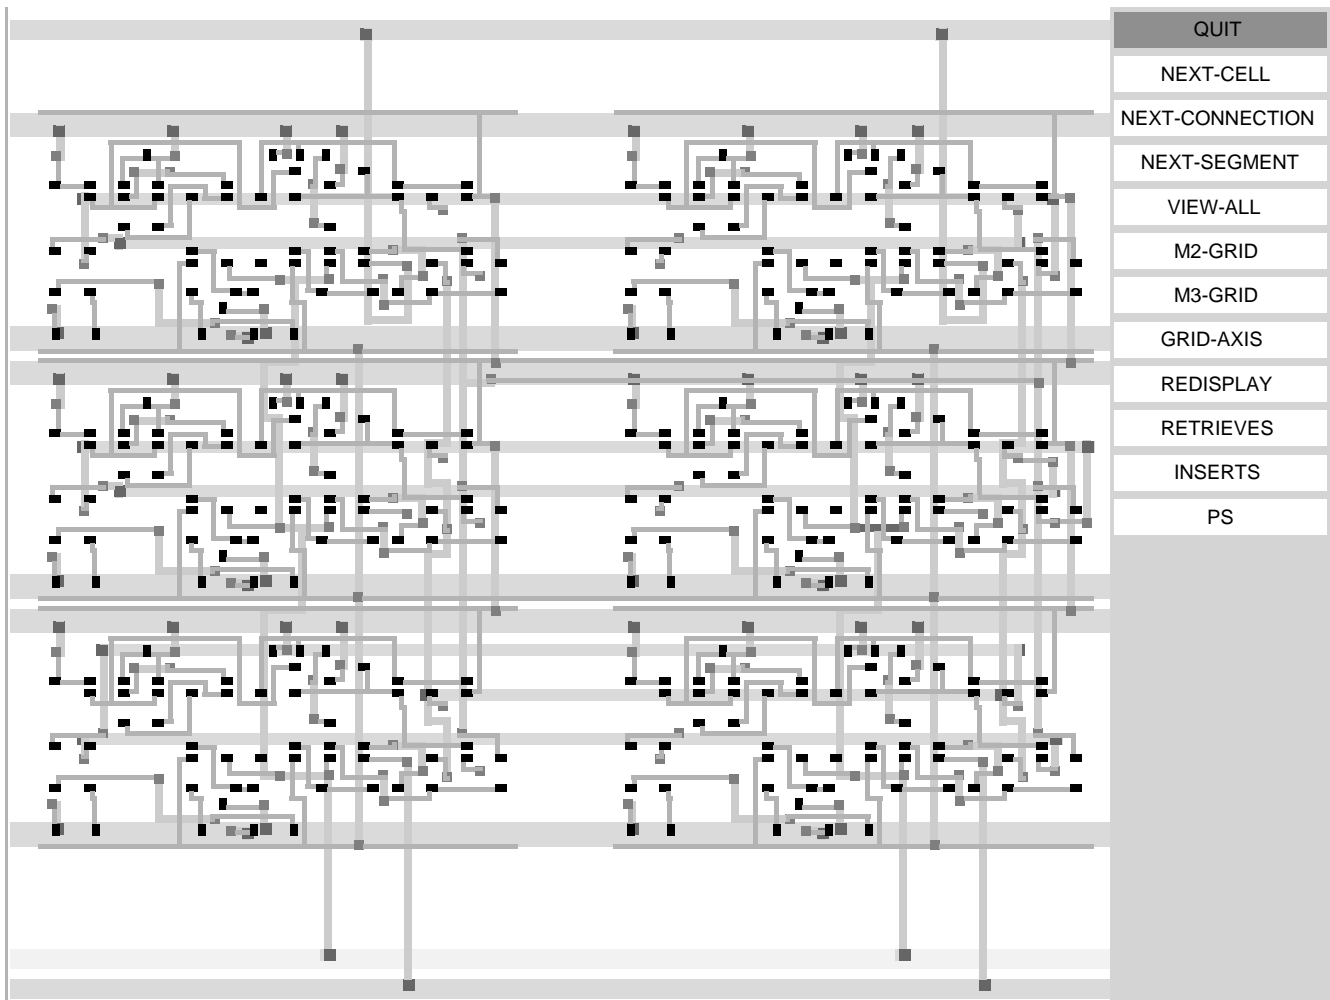 QUIT
NEXT-CELL
NEXT-CONNECTION
NEXT-SEGMENT
VIEW-ALL
M2-GRID
M3-GRID
GRID-AXIS
REDISPLAY
RETRIEVES
INSERTS
PS